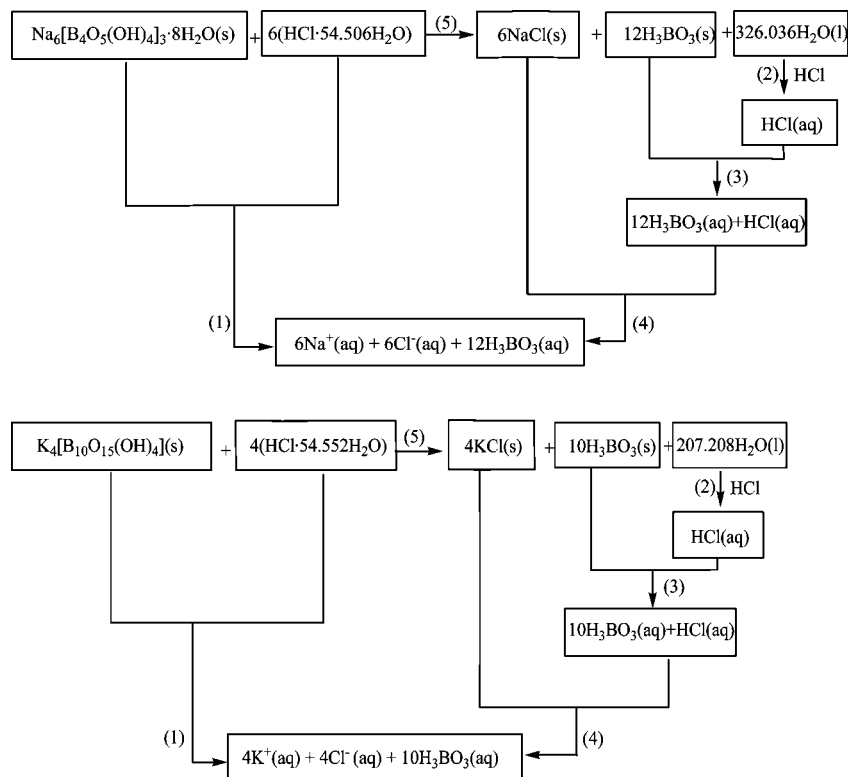 Na₆[B₄O₅(OH)₄]₃·8H₂O(s) + 6(HCl·54.506H₂O) (5) 6NaCl(s) + 12H₃BO₃(s) + 326.036H₂O(l)
(2) HCl
HCl(aq)
(3)
12H₃BO₃(aq)+HCl(aq)
(1) (4)
6Na⁺(aq) + 6Cl⁻(aq) + 12H₃BO₃(aq)
K₄[B₁₀O₁₅(OH)₄](s) + 4(HCl·54.552H₂O) (5) 4KCl(s) + 10H₃BO₃(s) + 207.208H₂O(l)
(2) HCl
HCl(aq)
(3)
10H₃BO₃(aq)+HCl(aq)
(1) (4)
4K⁺(aq) + 4Cl⁻(aq) + 10H₃BO₃(aq)